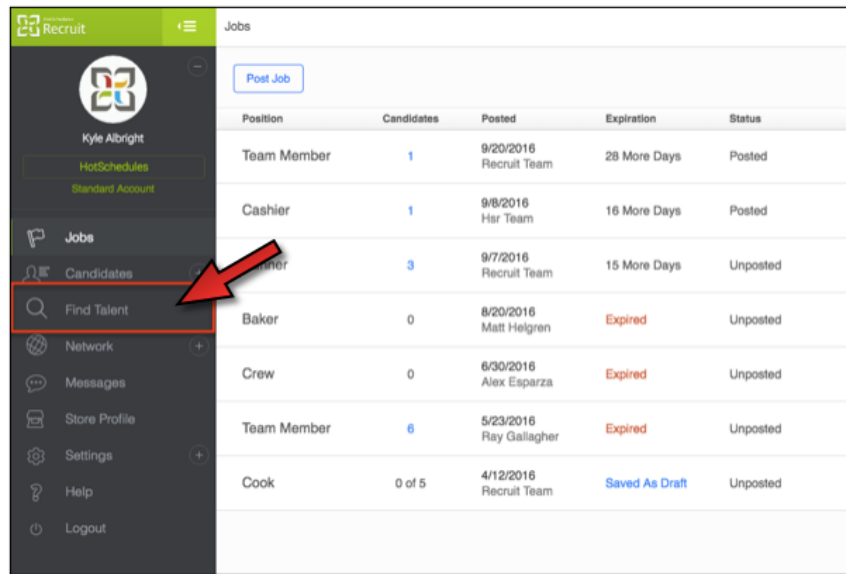 HotSchedules
Recruit
Jobs
Kyle Albright
HotSchedules
Standard Account
Jobs
Candidates
Find Talent
Network
Messages
Store Profile
Settings
Help
Logout
Post Job
Position Candidates Posted Expiration Status
Team Member 1 9/20/2016 28 More Days Posted
Recruit Team
Cashier 1 9/8/2016 16 More Days Posted
Hsr Team
3 9/7/2016 15 More Days Unposted
Recruit Team
Baker 0 8/20/2016 Expired Unposted
Matt Helgren
Crew 0 6/30/2016 Expired Unposted
Alex Esparza
Team Member 6 5/23/2016 Expired Unposted
Ray Gallagher
Cook 0 of 5 4/12/2016 Saved As Draft Unposted
Recruit Team